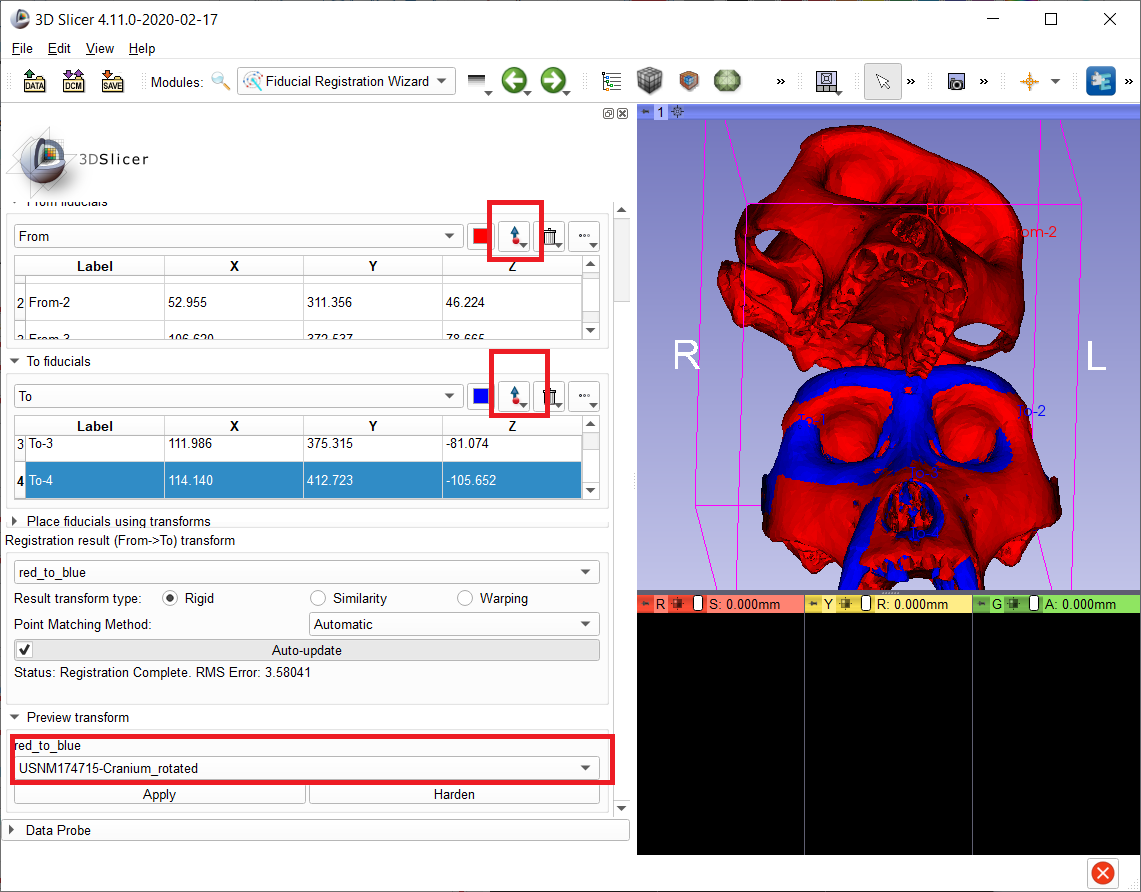 3D Slicer 4.11.0-2020-02-17
File Edit View Help
DATA DCM SAVE Modules: Fiducial Registration Wizard » » » »
3DSlicer
1
From fiducials
From
Label X Y Z
2 From-2 52.955 311.356 46.224
3 From-3 106.620 372.537 78.665
To fiducials
To
Label X Y Z
3 To-3 111.986 375.315 -81.074
4 To-4 114.140 412.723 -105.652
Place fiducials using transforms
Registration result (From->To) transform
red_to_blue
Result transform type: Rigid Similarity Warping
Point Matching Method: Automatic
Auto-update
Status: Registration Complete. RMS Error: 3.58041
Preview transform
red_to_blue
USNM174715-Cranium_rotated
Apply Harden
Data Probe
From
om-2
R L
To-2
R S: 0.000mm Y R: 0.000mm G A: 0.000mm